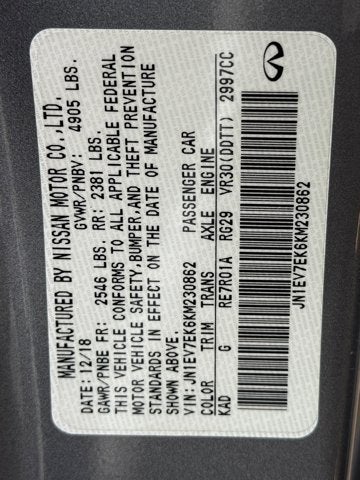 MANUFACTURED BY NISSAN MOTOR CO.,LTD.
DATE:12/18 GVWR/PNBV: 4905 LBS.
GAWR/PNBE FR: 2546 LBS. RR: 2381 LBS.
THIS VEHICLE CONFORMS TO ALL APPLICABLE FEDERAL
MOTOR VEHICLE SAFETY,BUMPER,AND THEFT PREVENTION
STANDARDS IN EFFECT ON THE DATE OF MANUFACTURE
SHOWN ABOVE.
VIN:JN1EV7EK6KM230862 PASSENGER CAR
COLOR TRIM TRANS AXLE ENGINE
KAD G RE7R01A RG29 VR30(DDTT) 2997CC
JN1EV7EK6KM230862